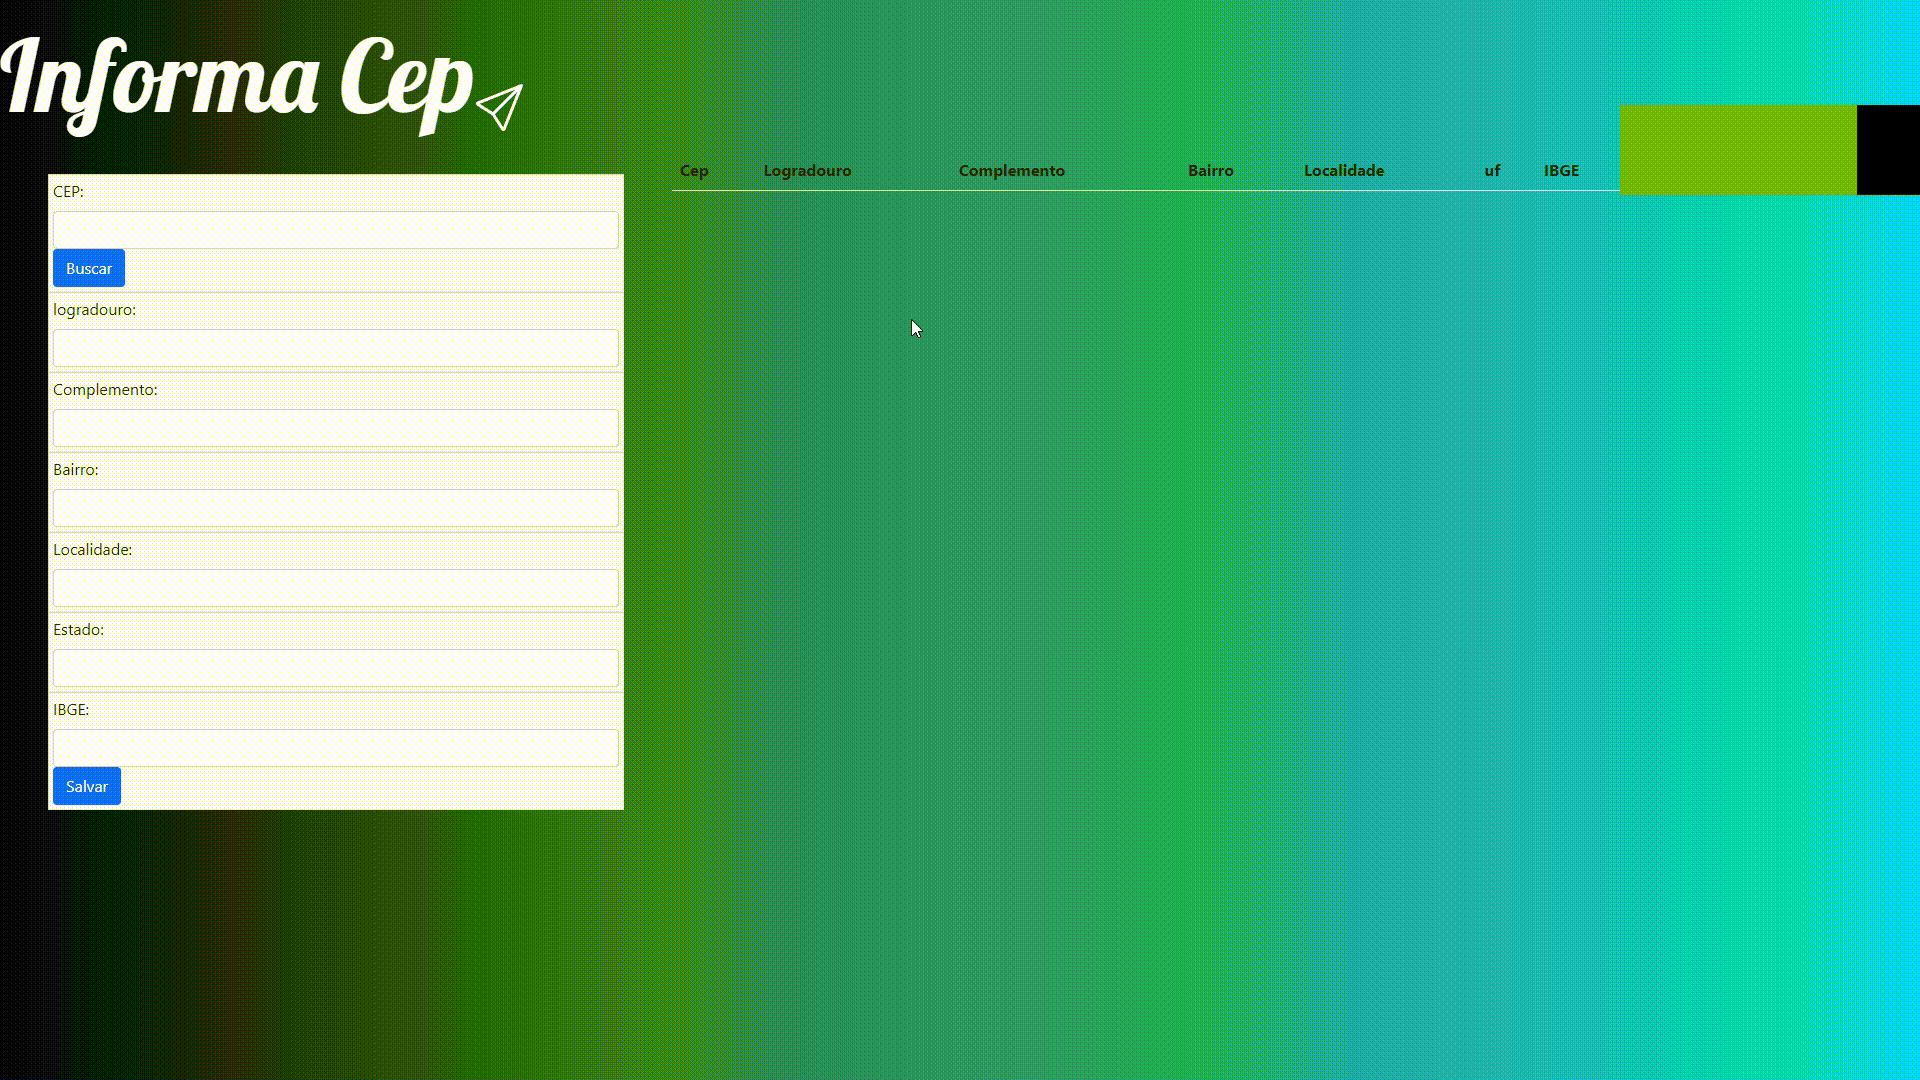 Informa Cep
CEP:
Buscar
logradouro:
Complemento:
Bairro:
Localidade:
Estado:
IBGE:
Salvar
Cep Logradouro Complemento Bairro Localidade uf IBGE